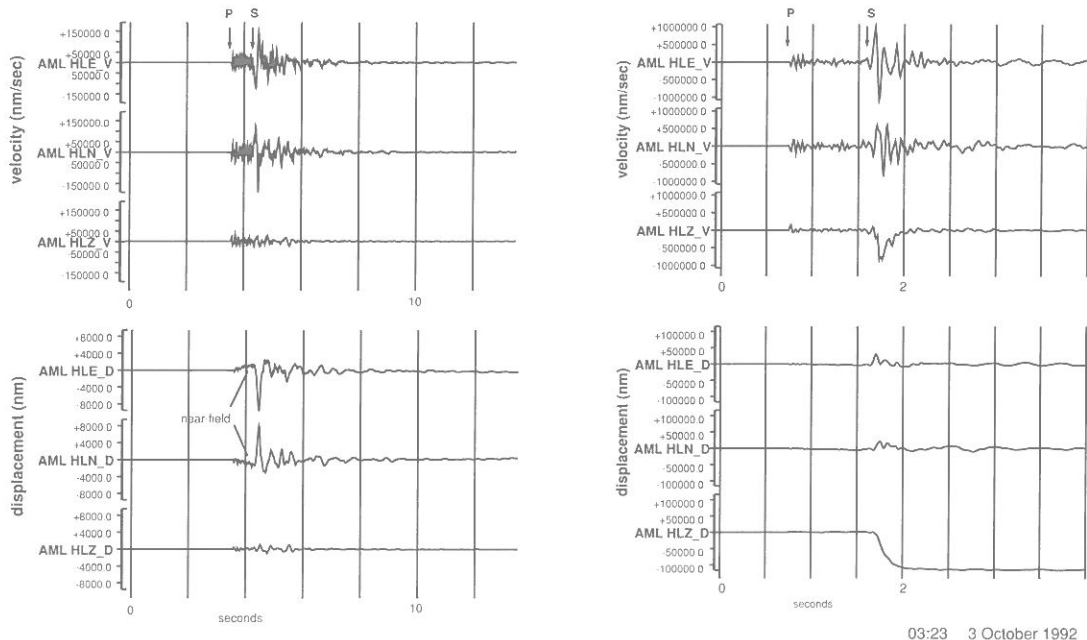 P S
+150000 0
+50000 0
AML HLE_V
50000 0
-150000 0
+150000 0
+50000 0
AML HLN_V
-50000 0
-150000 0
+150000 0
+50000 0
AML HLZ_V
50000 0
-150000 0
velocity (nm/sec)
0 10
+8000 0
+4000 0
AML HLE_D
-4000 0
-8000 0
near-field
+8000 0
+4000 0
AML HLN_D
-4000 0
-8000 0
+8000 0
+4000 0
AML HLZ_D
-4000 0
-8000 0
displacement (nm)
0 10
seconds
P S
+1000000 0
+500000 0
AML HLE_V
500000 0
-1000000 0
+1000000 0
+500000 0
AML HLN_V
-500000 0
-1000000 0
+1000000 0
+500000 0
AML HLZ_V
500000 0
-1000000 0
velocity (nm/sec)
0 2
+100000 0
+50000 0
AML HLE_D
-50000 0
-100000 0
+100000 0
+50000 0
AML HLN_D
-50000 0
-100000 0
+100000 0
+50000 0
AML HLZ_D
-50000 0
-100000 0
displacement (nm)
0 2
seconds
03:23 3 October 1992